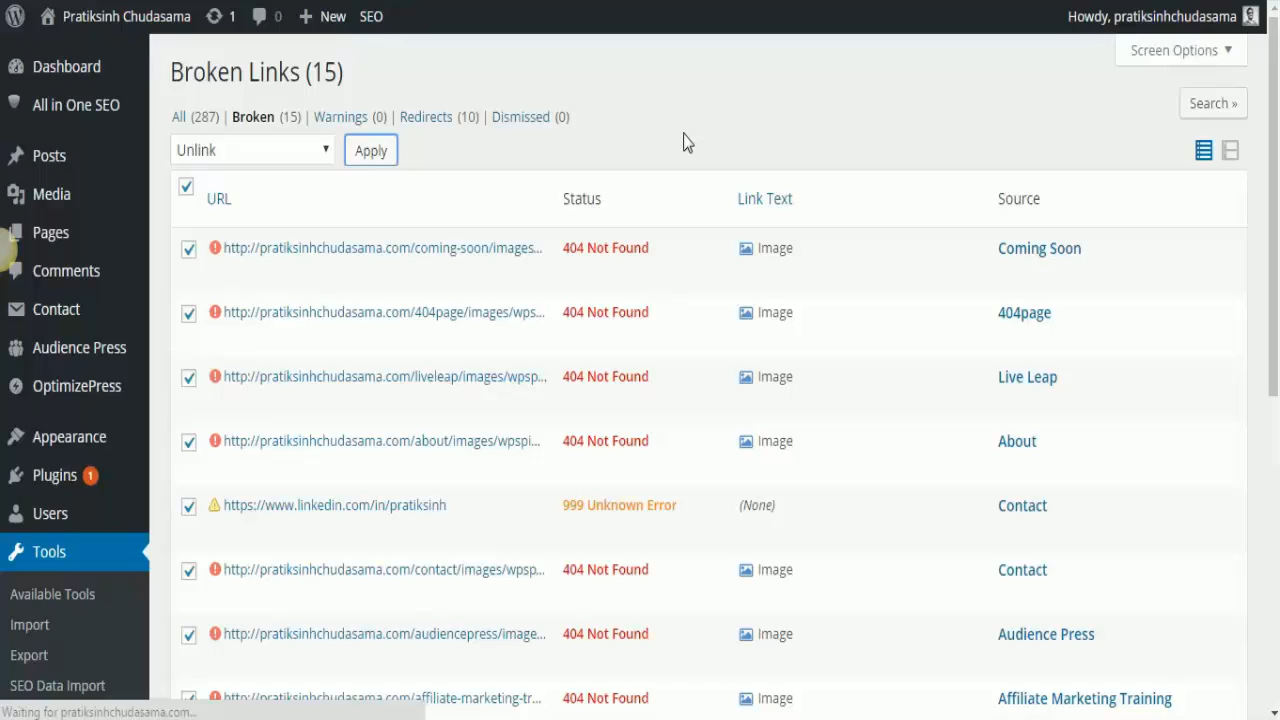 Pratiksinh Chudasama 1 0 New SEO Howdy, pratiksinhchudasama
Screen Options
Dashboard
All in One SEO
Posts
Media
Pages
Comments
Contact
Audience Press
OptimizePress
Appearance
Plugins 1
Users
Tools
Available Tools
Import
Export
SEO Data Import
Broken Links (15)
Search »
All (287) | Broken (15) | Warnings (0) | Redirects (10) | Dismissed (0)
Unlink Apply
URL Status Link Text Source
http://pratiksinhchudasama.com/coming-soon/images... 404 Not Found Image Coming Soon
http://pratiksinhchudasama.com/404page/images/wps... 404 Not Found Image 404page
http://pratiksinhchudasama.com/liveleap/images/wpsp... 404 Not Found Image Live Leap
http://pratiksinhchudasama.com/about/images/wpspi... 404 Not Found Image About
https://www.linkedin.com/in/pratiksinh 999 Unknown Error (None) Contact
http://pratiksinhchudasama.com/contact/images/wpsp... 404 Not Found Image Contact
http://pratiksinhchudasama.com/audiencepress/image... 404 Not Found Image Audience Press
http://pratiksinhchudasama.com/affiliate-marketing-tr... 404 Not Found Image Affiliate Marketing Training
Waiting for pratiksinhchudasama.com...